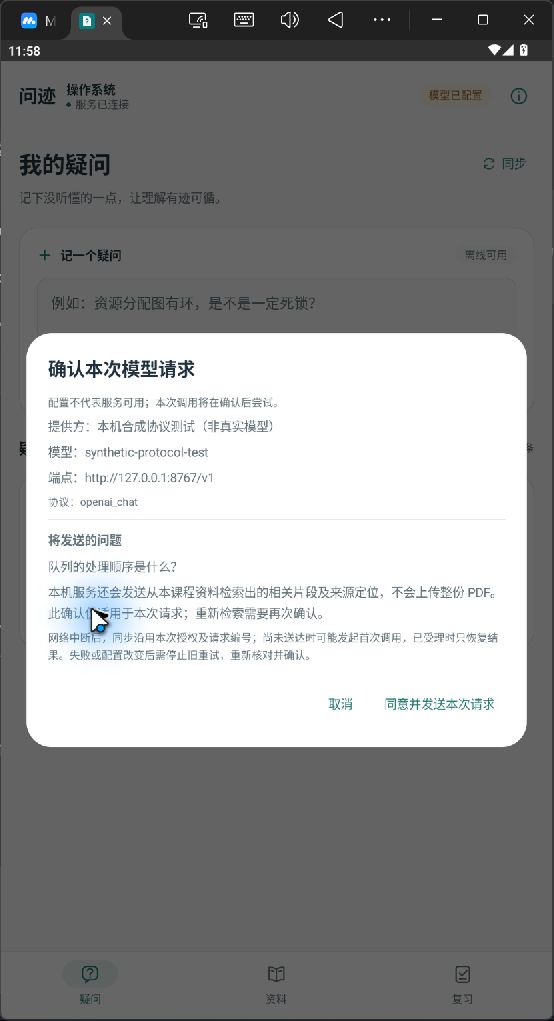 M
11:58
问迹
操作系统
服务已连接
模型已配置
我的疑问
同步
记下没听懂的一点，让理解有迹可循。
记一个疑问
离线可用
例如：资源分配图有环，是不是一定死锁？
确认本次模型请求
配置不代表服务可用；本次调用将在确认后尝试。
提供方：本机合成协议测试（非真实模型）
模型：synthetic-protocol-test
端点：http://127.0.0.1:8767/v1
协议：openai_chat
将发送的问题
队列的处理顺序是什么？
本机服务还会发送从本课程资料检索出的相关片段及来源定位，不会上传整份 PDF。
此确认仅适用于本次请求；重新检索需要再次确认。
网络中断后，同步沿用本次授权及请求编号；尚未送达时可能发起首次调用，已受理时只恢复结
果。失败或配置改变后需停止旧重试，重新核对并确认。
取消
同意并发送本次请求
疑问
资料
复习